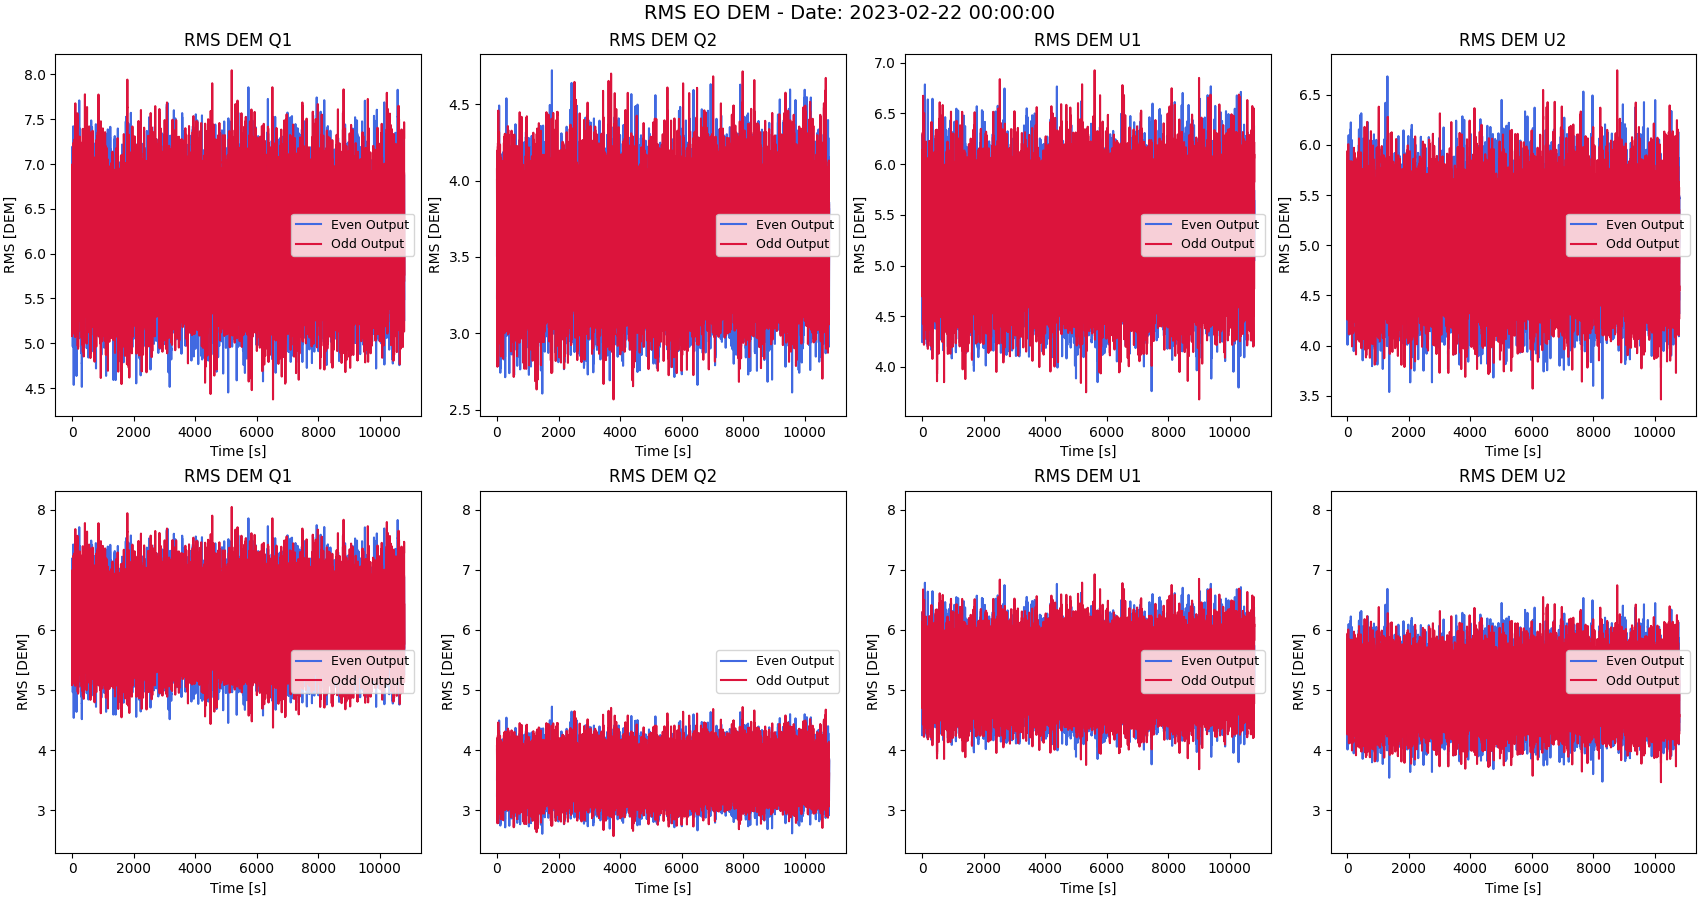 RMS EO DEM - Date: 2023-02-22 00:00:00
RMS DEM Q1
RMS [DEM]
8.0
7.5
7.0
6.5
6.0
5.5
5.0
4.5
Even Output
Odd Output
0 2000 4000 6000 8000 10000
Time [s]
RMS DEM Q2
RMS [DEM]
4.5
4.0
3.5
3.0
2.5
Even Output
Odd Output
0 2000 4000 6000 8000 10000
Time [s]
RMS DEM U1
RMS [DEM]
7.0
6.5
6.0
5.5
5.0
4.5
4.0
Even Output
Odd Output
0 2000 4000 6000 8000 10000
Time [s]
RMS DEM U2
RMS [DEM]
6.5
6.0
5.5
5.0
4.5
4.0
3.5
Even Output
Odd Output
0 2000 4000 6000 8000 10000
Time [s]
RMS DEM Q1
RMS [DEM]
8
7
6
5
4
3
Even Output
Odd Output
0 2000 4000 6000 8000 10000
Time [s]
RMS DEM Q2
RMS [DEM]
8
7
6
5
4
3
Even Output
Odd Output
0 2000 4000 6000 8000 10000
Time [s]
RMS DEM U1
RMS [DEM]
8
7
6
5
4
3
Even Output
Odd Output
0 2000 4000 6000 8000 10000
Time [s]
RMS DEM U2
RMS [DEM]
8
7
6
5
4
3
Even Output
Odd Output
0 2000 4000 6000 8000 10000
Time [s]